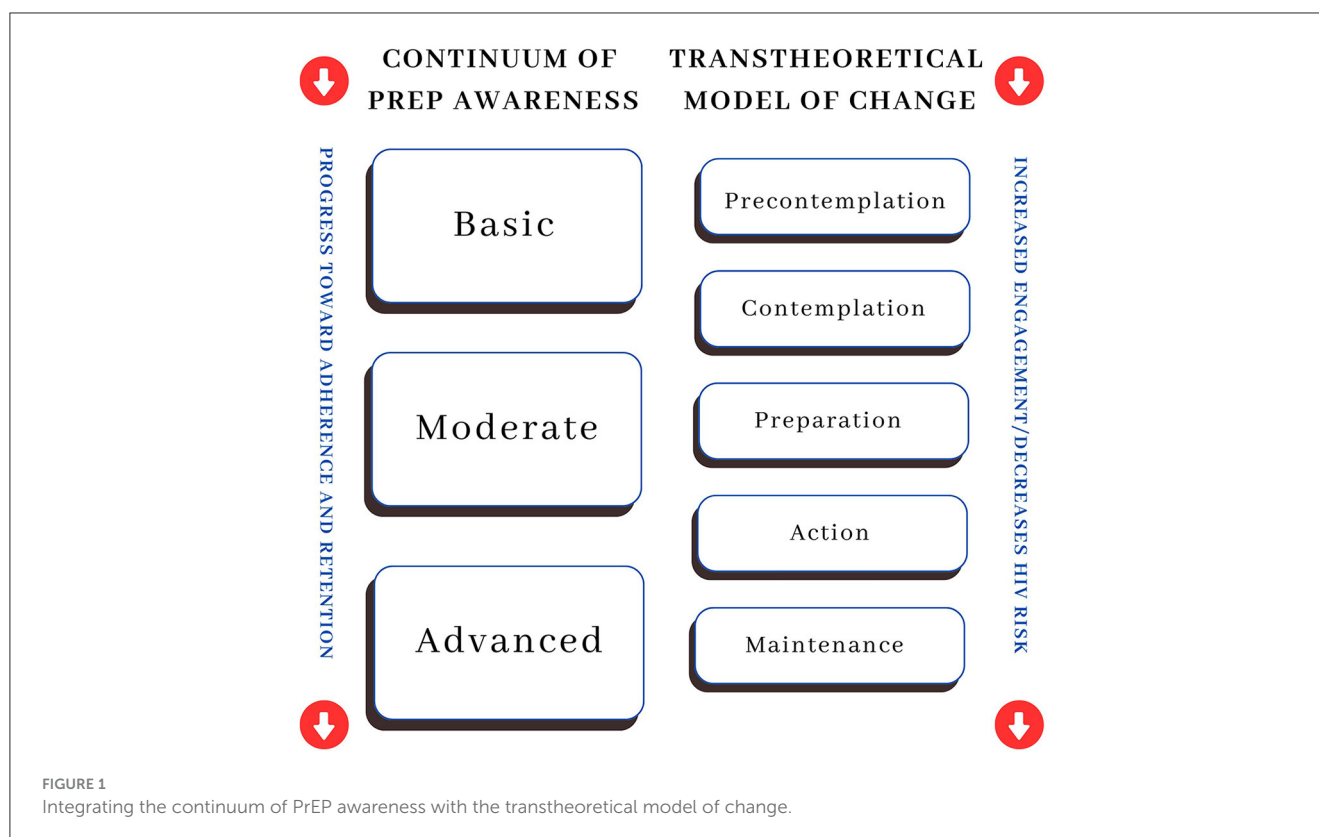 CONTINUUM OF
PREP AWARENESS
TRANSTHEORETICAL
MODEL OF CHANGE
PROGRESS TOWARD ADHERENCE AND RETENTION
Basic
Moderate
Advanced
Precontemplation
Contemplation
Preparation
Action
Maintenance
INCREASED ENGAGEMENT/DECREASES HIV RISK
FIGURE 1
Integrating the continuum of PrEP awareness with the transtheoretical model of change.